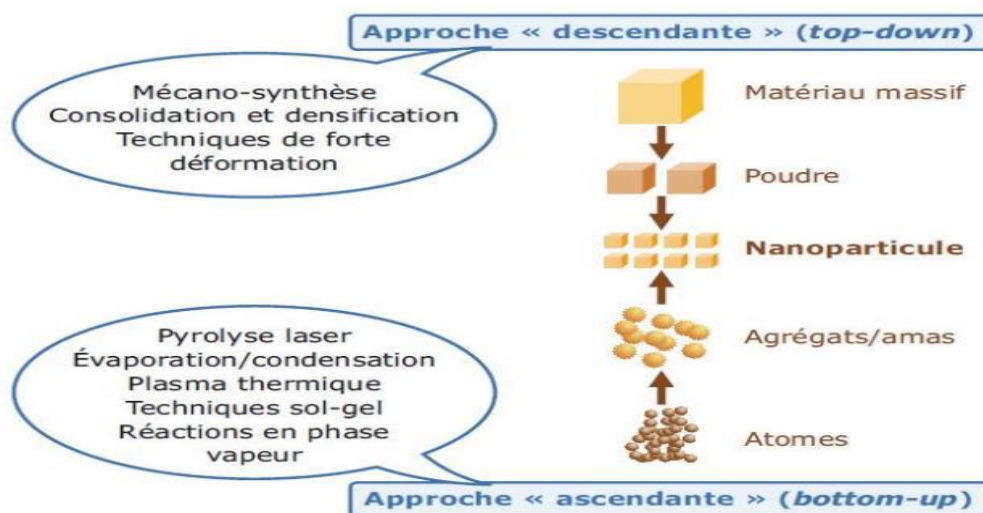 Approche « descendante » (top-down)
Mécano-synthèse
Consolidation et densification
Techniques de forte
déformation
Matériau massif
Poudre
Nanoparticule
Agrégats/amas
Atomes
Pyrolyse laser
Évaporation/condensation
Plasma thermique
Techniques sol-gel
Réactions en phase
vapeur
Approche « ascendante » (bottom-up)